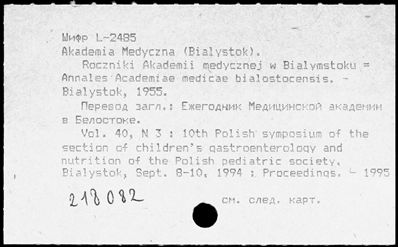 Шифр L-2485
Akademia Medyczna (Bialystok).
Roczniki Akademii medycznej w Bialymstoku =
Annales Academiae medicae bialostocensis. -
Bialystok, 1955.
Перевод загл.: Ежегодник Медицинской академии
в Белостоке.
Vol. 40, N 3 : 10th Polish symposium of the
section of children's gastroenterology and
nutrition of the Polish pediatric society,
Bialystok, Sept. 8-10, 1994 : Proceedings. - 1995
218082
см. след. карт.